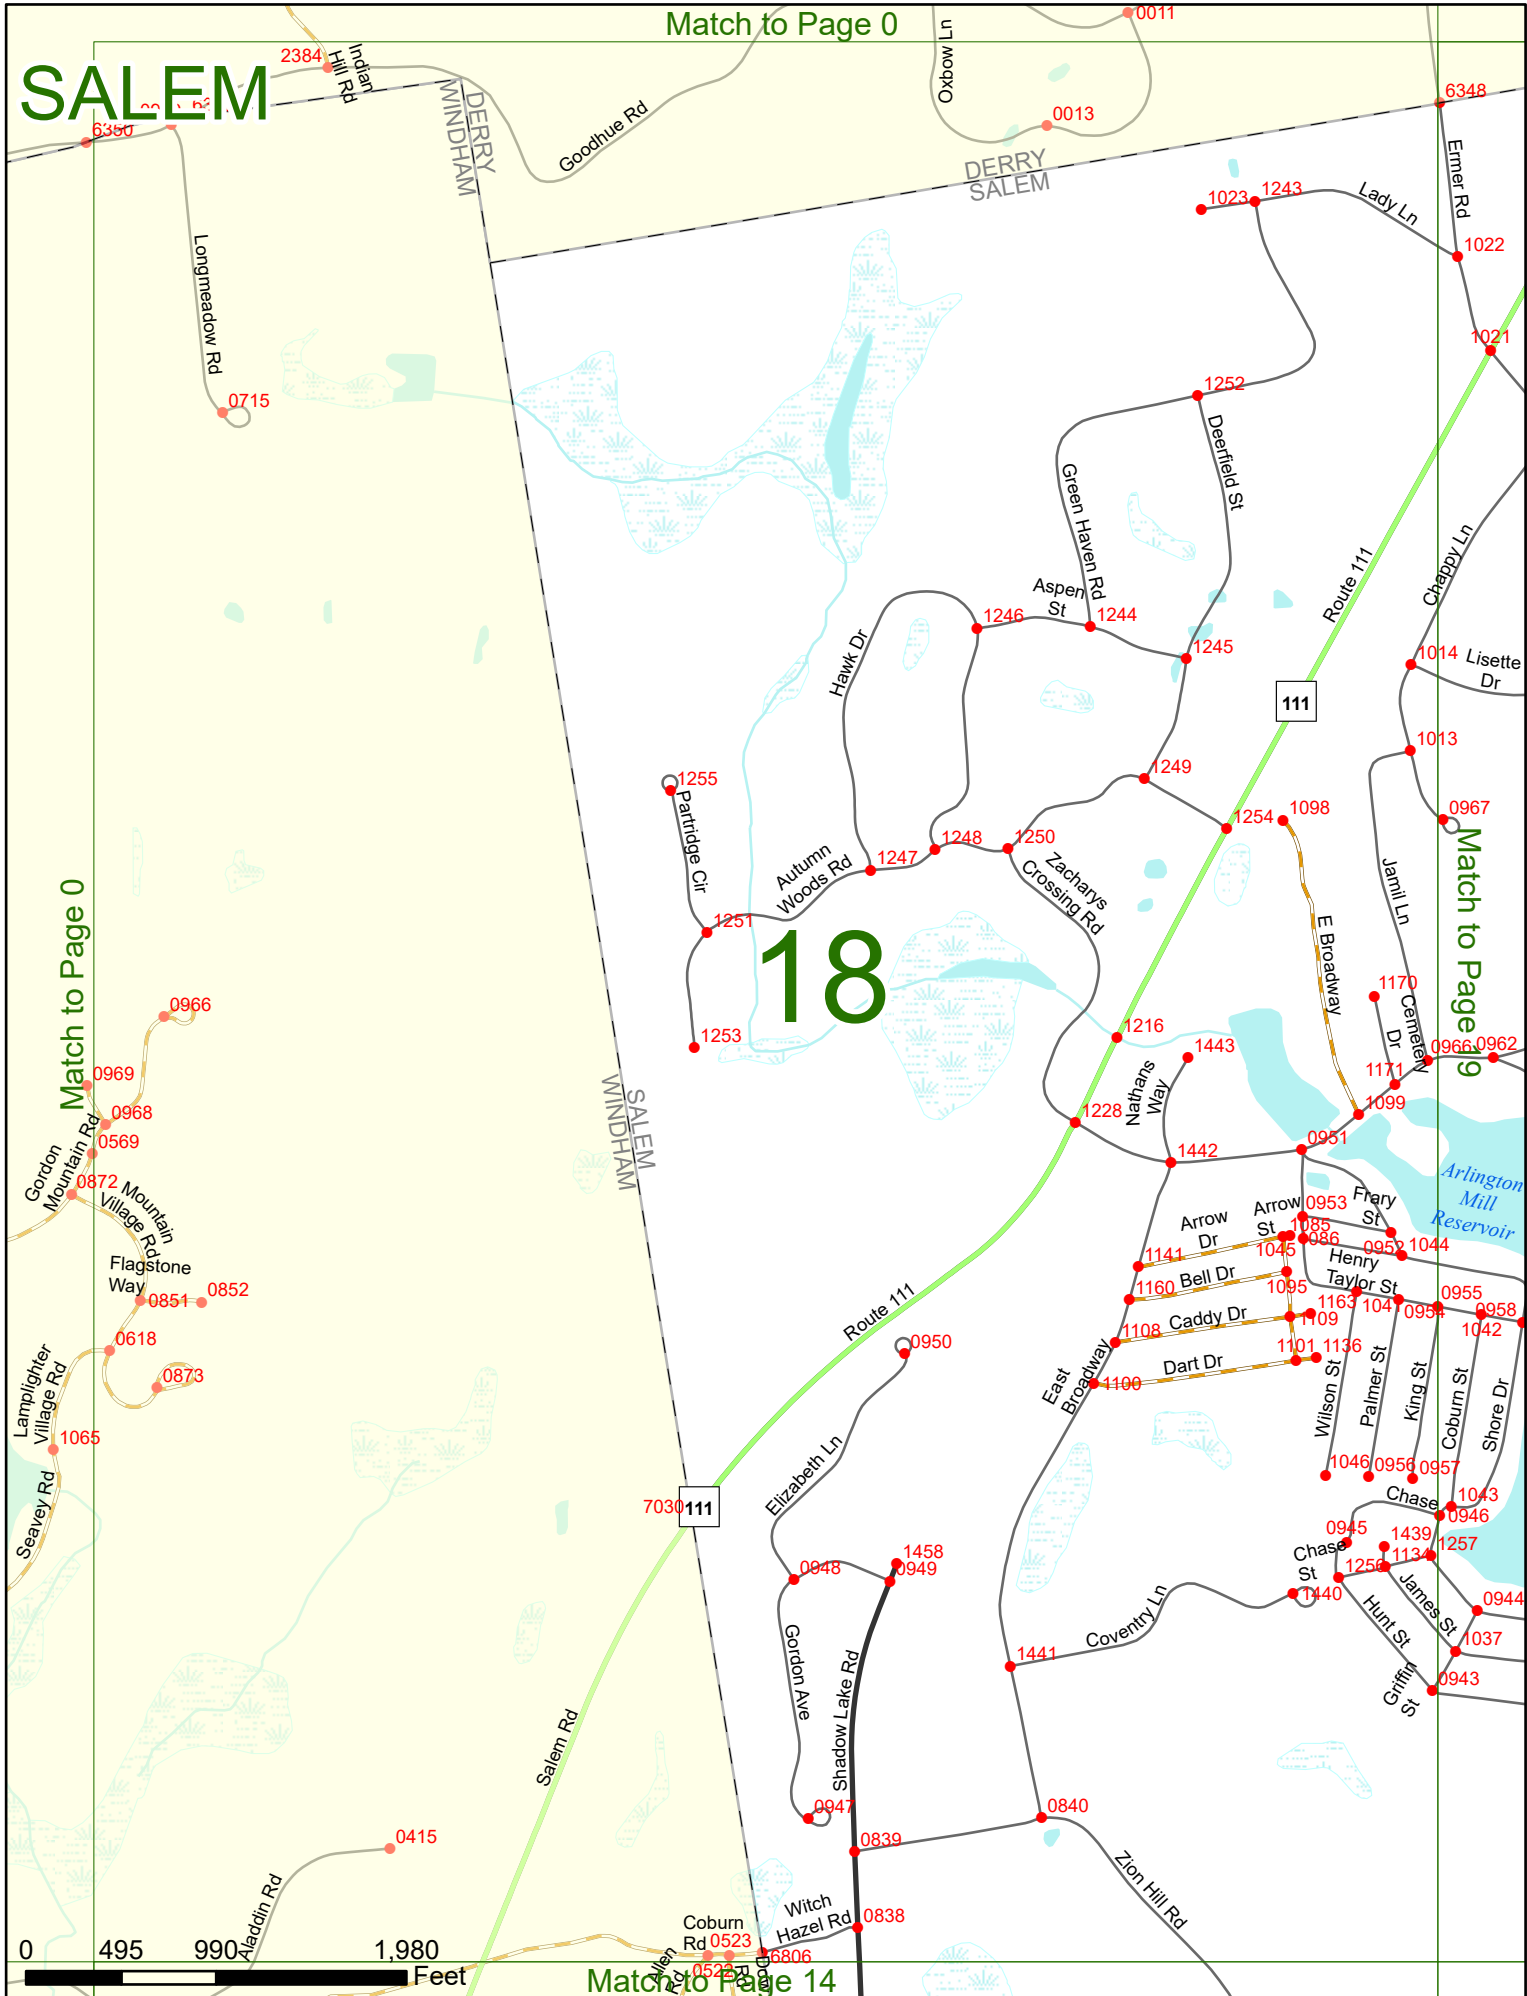 Match to Page 0
SALEM
2384
Indian
Hill Rd
0011
Oxbow Ln
0013
6348
6350
DERRY
WINDHAM
Goodhue Rd
DERRY
SALEM
Ermer Rd
1023
1243
Lady Ln
1022
Longmeadow Rd
1021
0715
1252
Deerfield St
Green Haven Rd
Route 111
Chappy Ln
Aspen
St
1246
1244
1245
Hawk Dr
1014
Lisette
Dr
111
1013
1249
1255
Partridge Cir
1254
1098
0967
Autumn
Woods Rd
1247
1248
1250
Zacharys
Crossing Rd
Jamil Ln
Match to Page 19
Match to Page 0
1251
18
E Broadway
1170
Cemetery
Dr
0966
1253
1216
1443
0966
0962
0969
1171
0968
Nathans
Way
1099
Gordon
Mountain Rd
0569
SALEM
WINDHAM
1228
0951
1442
0872
Mountain
Village Rd
Arlington
Mill
Reservoir
Arrow
Dr
Arrow
St
0953
Frary
St
1085
1086
1045
0952
1044
Flagstone
Way
1141
Henry
Taylor St
0851
0852
1160
Bell Dr
1095
1163
1041
0954
0955
0958
1042
0618
Route 111
1108
Caddy Dr
1109
0950
1101
1136
0873
Dart Dr
1100
East
Broadway
Lamplighter
Village Rd
Wilson St
Palmer St
King St
Coburn St
Shore Dr
1065
Elizabeth Ln
1046
0956
0957
Seavey Rd
7030
111
Chase
1043
0946
0945
1439
1257
1458
Chase
St
1134
0948
0949
1256
1440
James St
0944
Coventry Ln
Hunt St
Gordon Ave
1441
1037
Shadow Lake Rd
Griffin
St
0943
Salem Rd
0947
0840
0415
0839
Zion Hill Rd
Aladdin Rd
Witch
Hazel Rd
0838
Coburn
Rd
0523
6806
0522
Allen
Rd
Rd
0
495
990
1,980
Feet
Match to Page 14